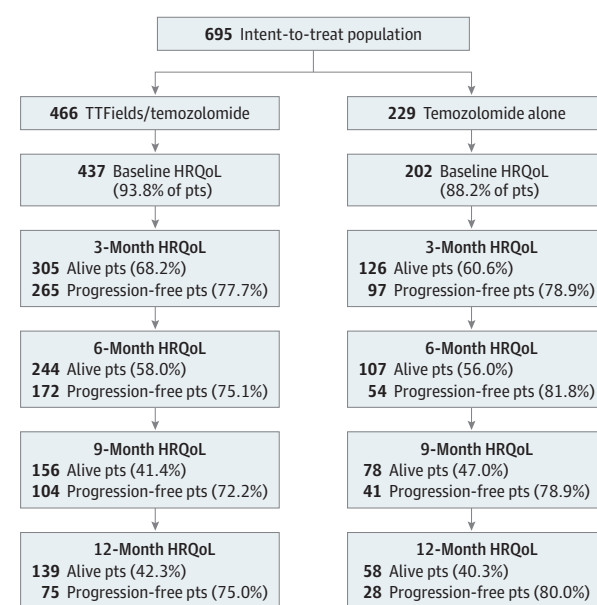 695 Intent-to-treat population
466 TTFields/temozolomide
437 Baseline HRQoL
(93.8% of pts)
3-Month HRQoL
305 Alive pts (68.2%)
265 Progression-free pts (77.7%)
6-Month HRQoL
244 Alive pts (58.0%)
172 Progression-free pts (75.1%)
9-Month HRQoL
156 Alive pts (41.4%)
104 Progression-free pts (72.2%)
12-Month HRQoL
139 Alive pts (42.3%)
75 Progression-free pts (75.0%)
229 Temozolomide alone
202 Baseline HRQoL
(88.2% of pts)
3-Month HRQoL
126 Alive pts (60.6%)
97 Progression-free pts (78.9%)
6-Month HRQoL
107 Alive pts (56.0%)
54 Progression-free pts (81.8%)
9-Month HRQoL
78 Alive pts (47.0%)
41 Progression-free pts (78.9%)
12-Month HRQoL
58 Alive pts (40.3%)
28 Progression-free pts (80.0%)